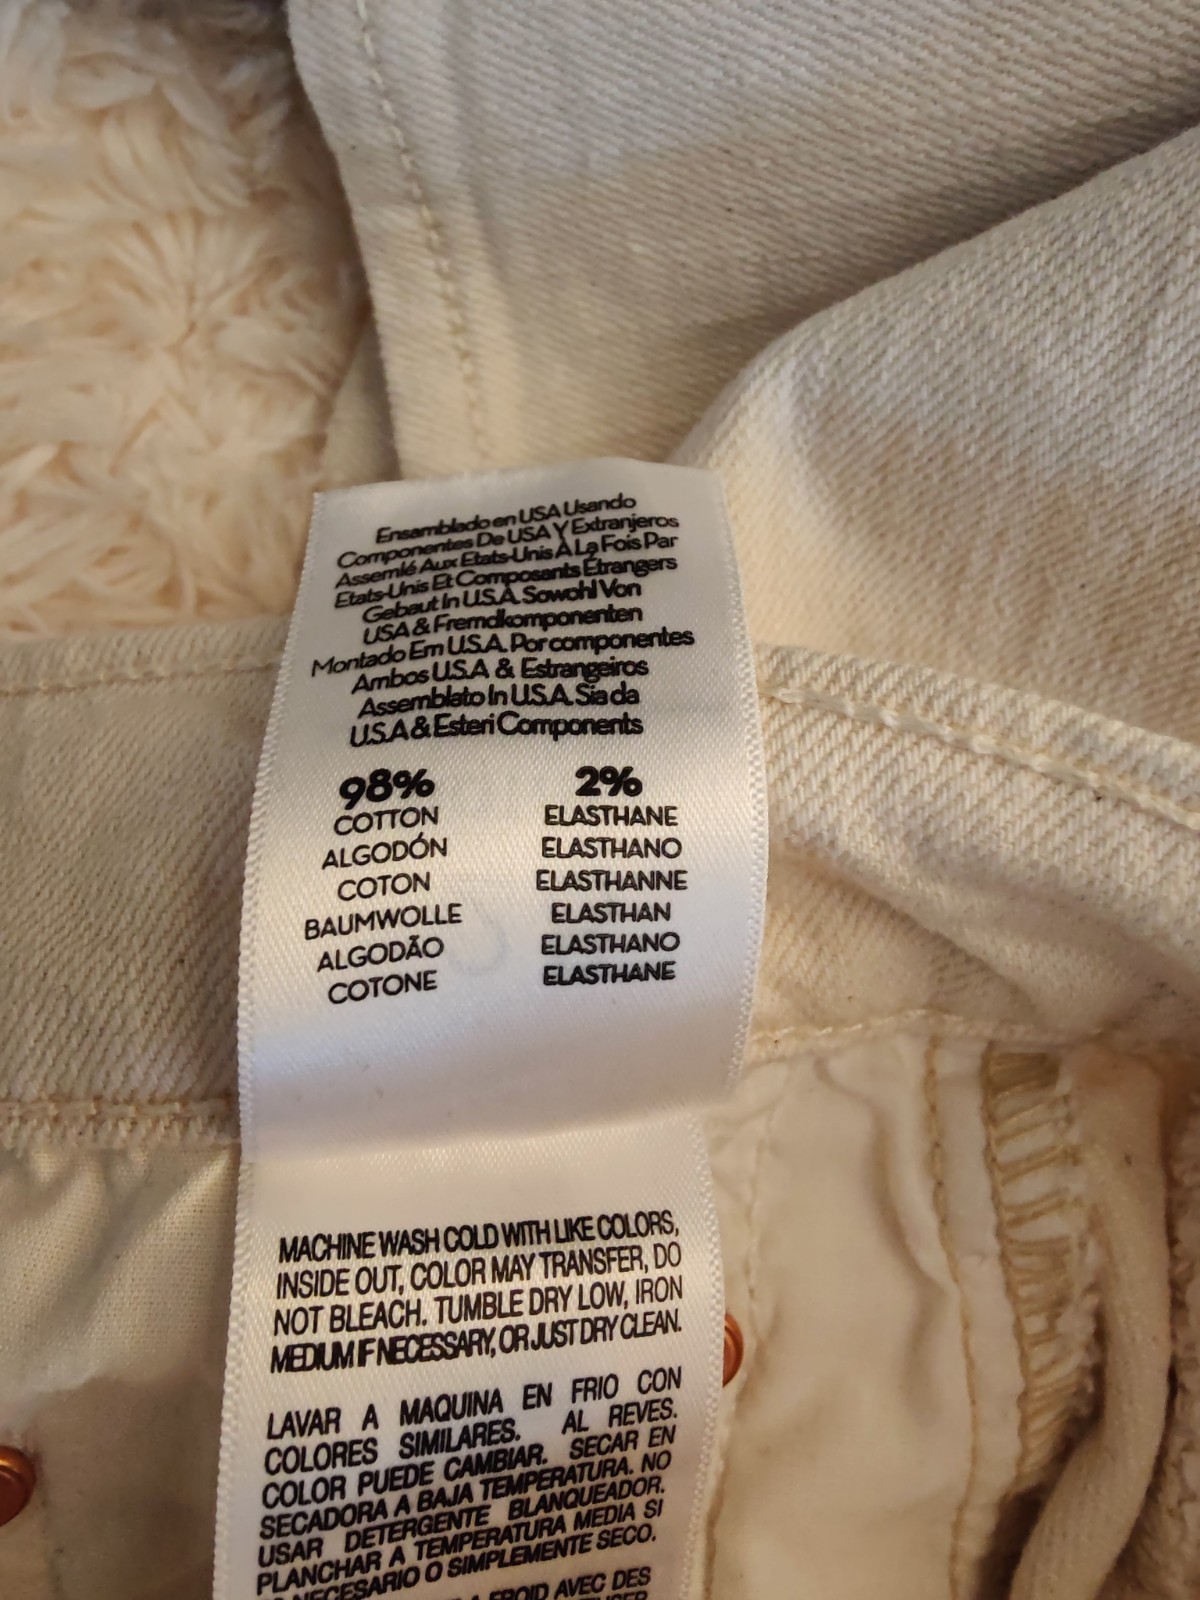 Ensamblado en USA Usando
Componentes De USA Y Extranjeros
Assemlé Aux Etats-Unis À La Fois Par
Etats-Unis Et Composants Étrangers
Gebaut In U.S.A. Sowohl Von
USA & Fremdkomponenten
Montado Em U.S.A. Por componentes
Ambos U.S.A & Estrangeiros
Assemblato In U.S.A. Sia da
U.S.A & Esteri Components
98% 2%
COTTON ELASTHANE
ALGODÓN ELASTHANO
COTON ELASTHANNE
BAUMWOLLE ELASTHAN
ALGODÃO ELASTHANO
COTONE ELASTHANE
MACHINE WASH COLD WITH LIKE COLORS,
INSIDE OUT, COLOR MAY TRANSFER, DO
NOT BLEACH. TUMBLE DRY LOW, IRON
MEDIUM IF NECESSARY, OR JUST DRY CLEAN.
LAVAR A MAQUINA EN FRIO CON
COLORES SIMILARES. AL REVES.
COLOR PUEDE CAMBIAR. SECAR EN
SECADORA A BAJA TEMPERATURA. NO
USAR DETERGENTE BLANQUEADOR.
PLANCHAR A TEMPERATURA MEDIA SI
NECESARIO O SIMPLEMENTE SECO.
FROID AVEC DES